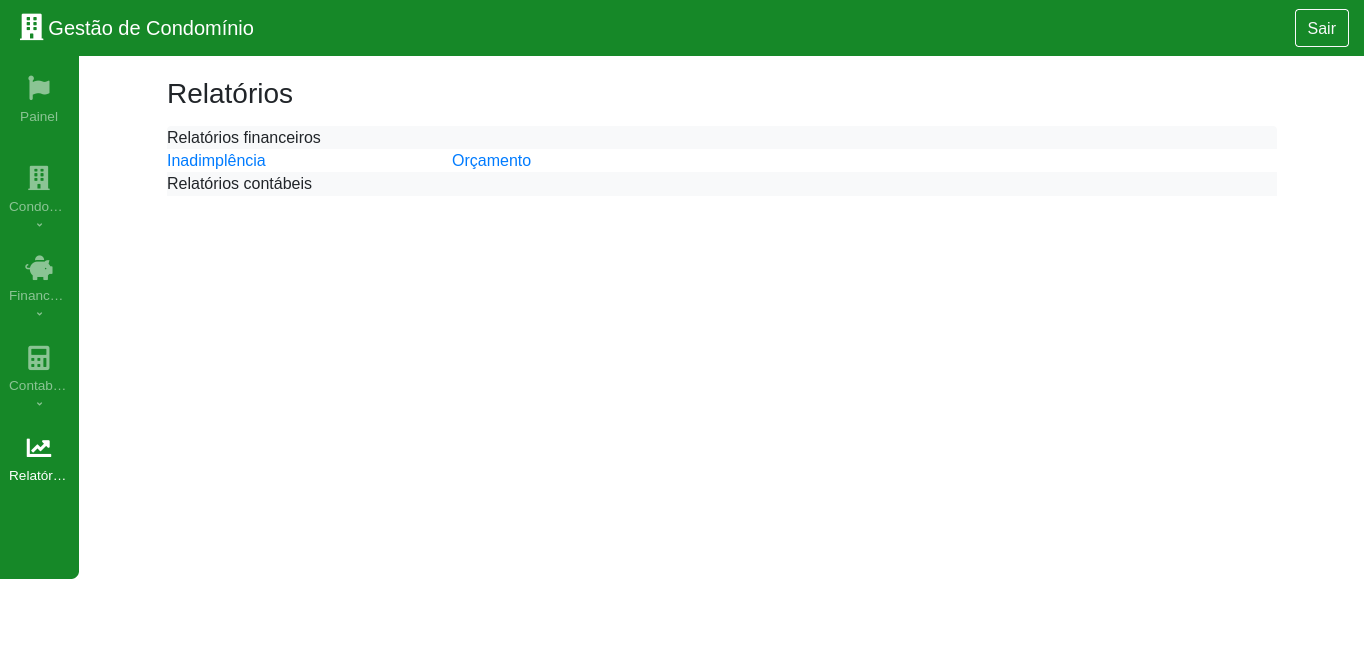 Gestão de Condomínio
Sair
Painel
Condo…
Financ…
Contab…
Relatór…
Relatórios
Relatórios financeiros
Inadimplência Orçamento
Relatórios contábeis